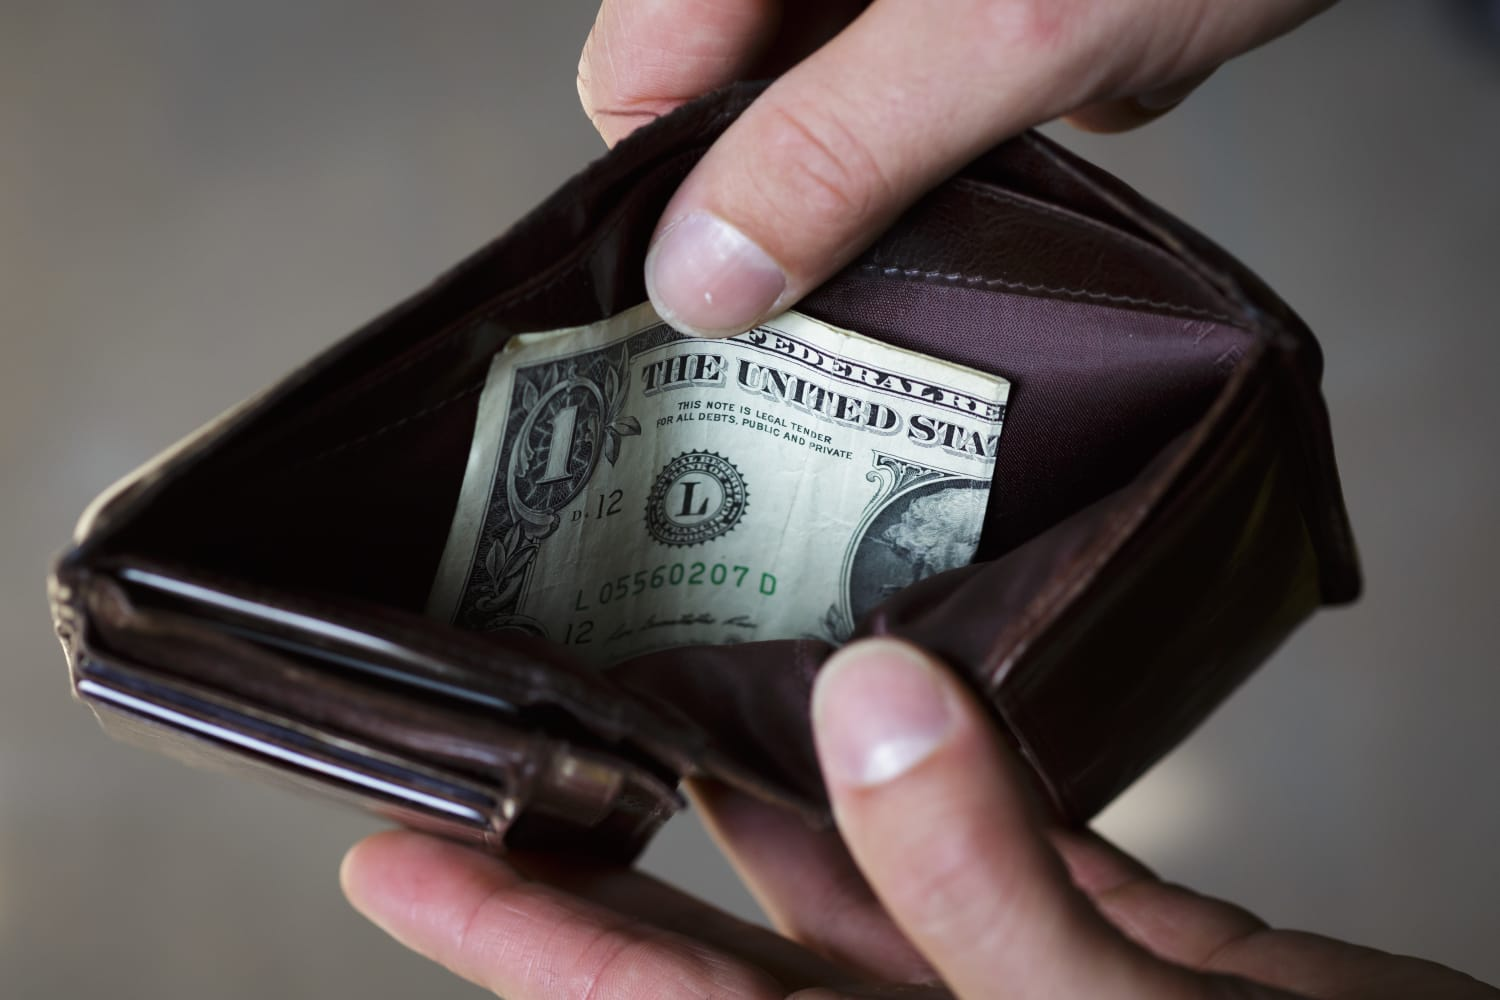 FEDERAL RE
THE UNITED STA
THIS NOTE IS LEGAL TENDER
FOR ALL DEBTS, PUBLIC AND PRIVATE
1
D 12
L
L 05560207 D
12